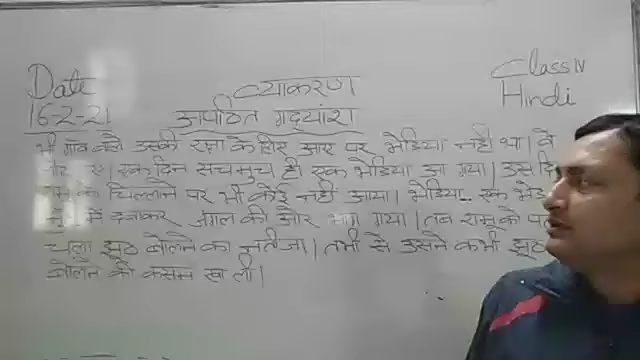 Date
16-2-21
व्याकरण
अपठित गद्यांश
Class IV
Hindi
भी गाँव वाले उसकी रक्षा के लिए आए पर भेड़िया नहीं था। वे
एक दिन सचमुच ही एक भेड़िया आ गया। उस
के चिल्लाने पर भी कोई नहीं आया। भेड़िया एक
में दबाकर जंगल की ओर भाग गया। तब राम को
चला झूठ बोलने का नतीजा। तभी से उसने कभी झूठ
बोलने की कसम खा ली।